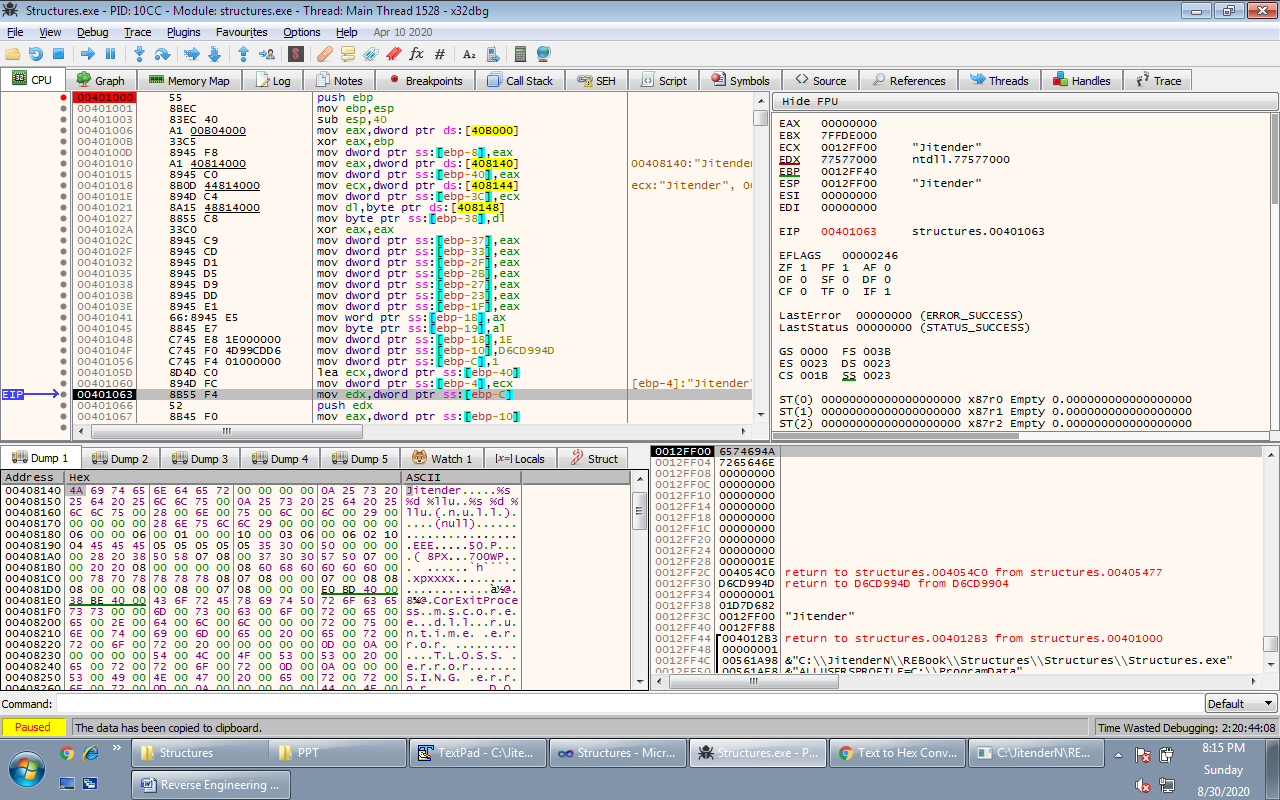 Structures.exe - PID: 10CC - Module: structures.exe - Thread: Main Thread 1528 - x32dbg
File View Debug Trace Plugins Favourites Options Help Apr 10 2020
CPU Graph Memory Map Log Notes Breakpoints Call Stack SEH Script Symbols Source References Threads Handles Trace
00401000 55 push ebp
00401001 8BEC mov ebp,esp
00401003 83EC 40 sub esp,40
00401006 A1 00B04000 mov eax,dword ptr ds:[40B000]
0040100B 33C5 xor eax,ebp
0040100D 8945 F8 mov dword ptr ss:[ebp-8],eax
00401010 A1 40814000 mov eax,dword ptr ds:[408140] 00408140:"Jitender
00401015 8945 C0 mov dword ptr ss:[ebp-40],eax
00401018 8B0D 44814000 mov ecx,dword ptr ds:[408144] ecx:"Jitender", 00
0040101E 894D C4 mov dword ptr ss:[ebp-3C],ecx
00401021 8A15 48814000 mov dl,byte ptr ds:[408148]
00401027 8855 C8 mov byte ptr ss:[ebp-38],dl
0040102A 33C0 xor eax,eax
0040102C 8945 C9 mov dword ptr ss:[ebp-37],eax
0040102F 8945 CD mov dword ptr ss:[ebp-33],eax
00401032 8945 D1 mov dword ptr ss:[ebp-2F],eax
00401035 8945 D5 mov dword ptr ss:[ebp-2B],eax
00401038 8945 D9 mov dword ptr ss:[ebp-27],eax
0040103B 8945 DD mov dword ptr ss:[ebp-23],eax
0040103E 8945 E1 mov dword ptr ss:[ebp-1F],eax
00401041 66:8945 E5 mov word ptr ss:[ebp-1B],ax
00401045 8845 E7 mov byte ptr ss:[ebp-19],al
00401048 C745 E8 1E000000 mov dword ptr ss:[ebp-18],1E
0040104F C745 F0 4D99CDD6 mov dword ptr ss:[ebp-10],D6CD994D
00401056 C745 F4 01000000 mov dword ptr ss:[ebp-C],1
0040105D 8D4D C0 lea ecx,dword ptr ss:[ebp-40]
00401060 894D FC mov dword ptr ss:[ebp-4],ecx [ebp-4]:"Jitender"
EIP 00401063 8B55 F4 mov edx,dword ptr ss:[ebp-C]
00401066 52 push edx
00401067 8B45 F0 mov eax,dword ptr ss:[ebp-10]
Hide FPU
EAX 00000000
EBX 7FFDE000
ECX 0012FF00 "Jitender"
EDX 77577000 ntdll.77577000
EBP 0012FF40
ESP 0012FF00 "Jitender"
ESI 00000000
EDI 00000000
EIP 00401063 structures.00401063
EFLAGS 00000246
ZF 1 PF 1 AF 0
OF 0 SF 0 DF 0
CF 0 TF 0 IF 1
LastError 00000000 (ERROR_SUCCESS)
LastStatus 00000000 (STATUS_SUCCESS)
GS 0000 FS 003B
ES 0023 DS 0023
CS 001B SS 0023
ST(0) 00000000000000000000 x87r0 Empty 0.000000000000000000
ST(1) 00000000000000000000 x87r1 Empty 0.000000000000000000
ST(2) 00000000000000000000 x87r2 Empty 0.000000000000000000
Dump 1 Dump 2 Dump 3 Dump 4 Dump 5 Watch 1 Locals Struct
Address Hex ASCII
00408140 4A 69 74 65 6E 64 65 72 00 00 00 00 0A 25 73 20 Jitender.....%s
00408150 25 64 20 25 6C 6C 75 00 0A 25 73 20 25 64 20 25 %d %llu..%s %d %
00408160 6C 6C 75 00 28 00 6E 00 75 00 6C 00 6C 00 29 00 llu.(.n.u.l.l.).
00408170 00 00 00 00 28 6E 75 6C 6C 29 00 00 00 00 00 00 ....(null)......
00408180 06 00 00 06 00 01 00 00 10 00 03 06 00 06 02 10 ................
00408190 04 45 45 45 05 05 05 05 05 35 30 00 50 00 00 00 .EEE.....50.P...
004081A0 00 28 20 38 50 58 07 08 00 37 30 30 57 50 07 00 .( 8PX...700WP..
004081B0 00 20 20 08 00 00 00 00 08 60 68 60 60 60 60 00 .  ......`h````.
004081C0 00 78 70 78 78 78 78 08 07 08 00 00 07 00 08 08 .xpxxxx.........
004081D0 08 00 00 08 00 08 00 07 08 00 00 00 E0 BD 40 00 ............à½@.
004081E0 38 BE 40 00 43 6F 72 45 78 69 74 50 72 6F 63 65 8¾@.CorExitProce
004081F0 73 73 00 00 6D 00 73 00 63 00 6F 00 72 00 65 00 ss..m.s.c.o.r.e.
00408200 65 00 2E 00 64 00 6C 00 6C 00 00 00 72 00 75 00 e...d.l.l...r.u.
00408210 6E 00 74 00 69 00 6D 00 65 00 20 00 65 00 72 00 n.t.i.m.e. .e.r.
00408220 72 00 6F 00 72 00 20 00 00 00 00 00 0D 00 0A 00 r.o.r. .........
00408230 00 00 00 00 54 00 4C 00 4F 00 53 00 53 00 20 00 ....T.L.O.S.S. .
00408240 65 00 72 00 72 00 6F 00 72 00 0D 00 0A 00 00 00 e.r.r.o.r.......
00408250 53 00 49 00 4E 00 47 00 20 00 65 00 72 00 72 00 S.I.N.G. .e.r.r.
0012FF00 6574694A
0012FF04 7265646E
0012FF08 00000000
0012FF0C 00000000
0012FF10 00000000
0012FF14 00000000
0012FF18 00000000
0012FF1C 00000000
0012FF20 00000000
0012FF24 00000000
0012FF28 0000001E
0012FF2C 004054C0 return to structures.004054C0 from structures.00405477
0012FF30 D6CD994D return to D6CD994D from D6CD9904
0012FF34 00000001
0012FF38 01D7D682
0012FF3C 0012FF00 "Jitender"
0012FF40 0012FF88
0012FF44 004012B3 return to structures.004012B3 from structures.00401000
0012FF48 00000001
0012FF4C 00561A98 &"C:\\JitenderN\\REBook\\Structures\\Structures\\Structures.exe"
0012FF50 00561AE8 &"ALLUSERSPROFILE=C:\\ProgramData"
Command: Default
Paused The data has been copied to clipboard. Time Wasted Debugging: 2:20:44:08
Structures PPT TextPad - C:\Jite... Structures - Micr... Structures.exe - P... Text to Hex Conv... C:\JitenderN\RE...
Reverse Engineering ...
8:15 PM
Sunday
8/30/2020